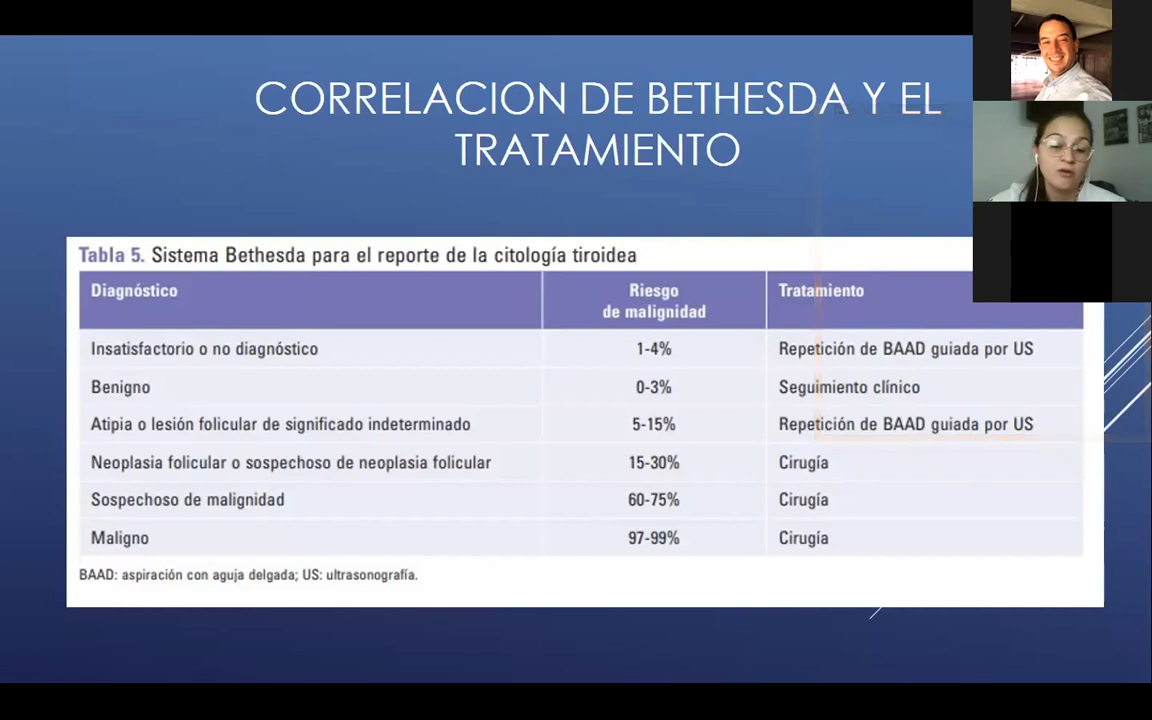 CORRELACION DE BETHESDA Y EL
TRATAMIENTO
Tabla 5. Sistema Bethesda para el reporte de la citología tiroidea
Diagnóstico Riesgo de malignidad Tratamiento
Insatisfactorio o no diagnóstico 1-4% Repetición de BAAD guiada por US
Benigno 0-3% Seguimiento clínico
Atipia o lesión folicular de significado indeterminado 5-15% Repetición de BAAD guiada por US
Neoplasia folicular o sospechoso de neoplasia folicular 15-30% Cirugía
Sospechoso de malignidad 60-75% Cirugía
Maligno 97-99% Cirugía
BAAD: aspiración con aguja delgada; US: ultrasonografía.